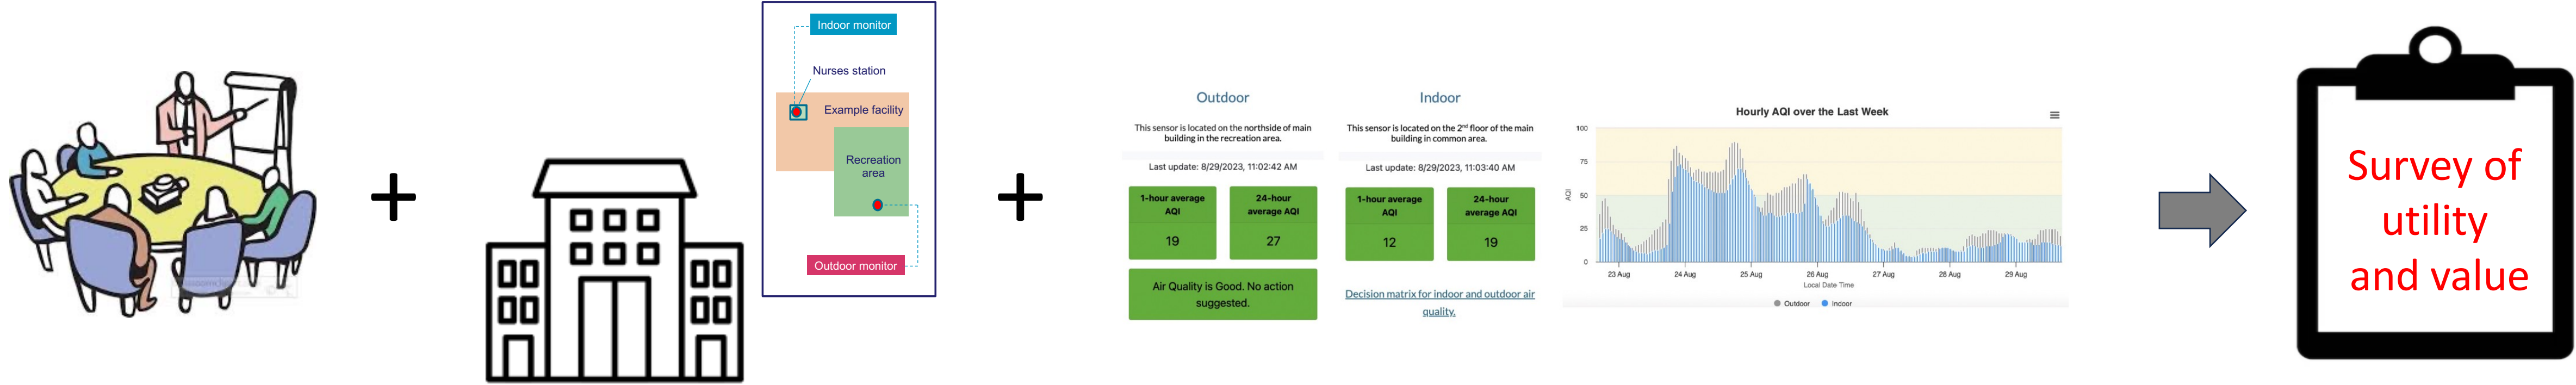 Indoor monitor
Nurses station
Example facility
Recreation
area
Outdoor monitor
Outdoor
This sensor is located on the northside of main
building in the recreation area.
Last update: 8/29/2023, 11:02:42 AM
1-hour average
AQI
19
24-hour
average AQI
27
Air Quality is Good. No action
suggested.
Indoor
This sensor is located on the 2nd floor of the main
building in common area.
Last update: 8/29/2023, 11:03:40 AM
1-hour average
AQI
12
24-hour
average AQI
19
Decision matrix for indoor and outdoor air
quality.
Hourly AQI over the Last Week
AQI
100
75
50
25
0
23 Aug
24 Aug
25 Aug
26 Aug
27 Aug
28 Aug
29 Aug
Local Date Time
Outdoor
Indoor
Survey of
utility
and value